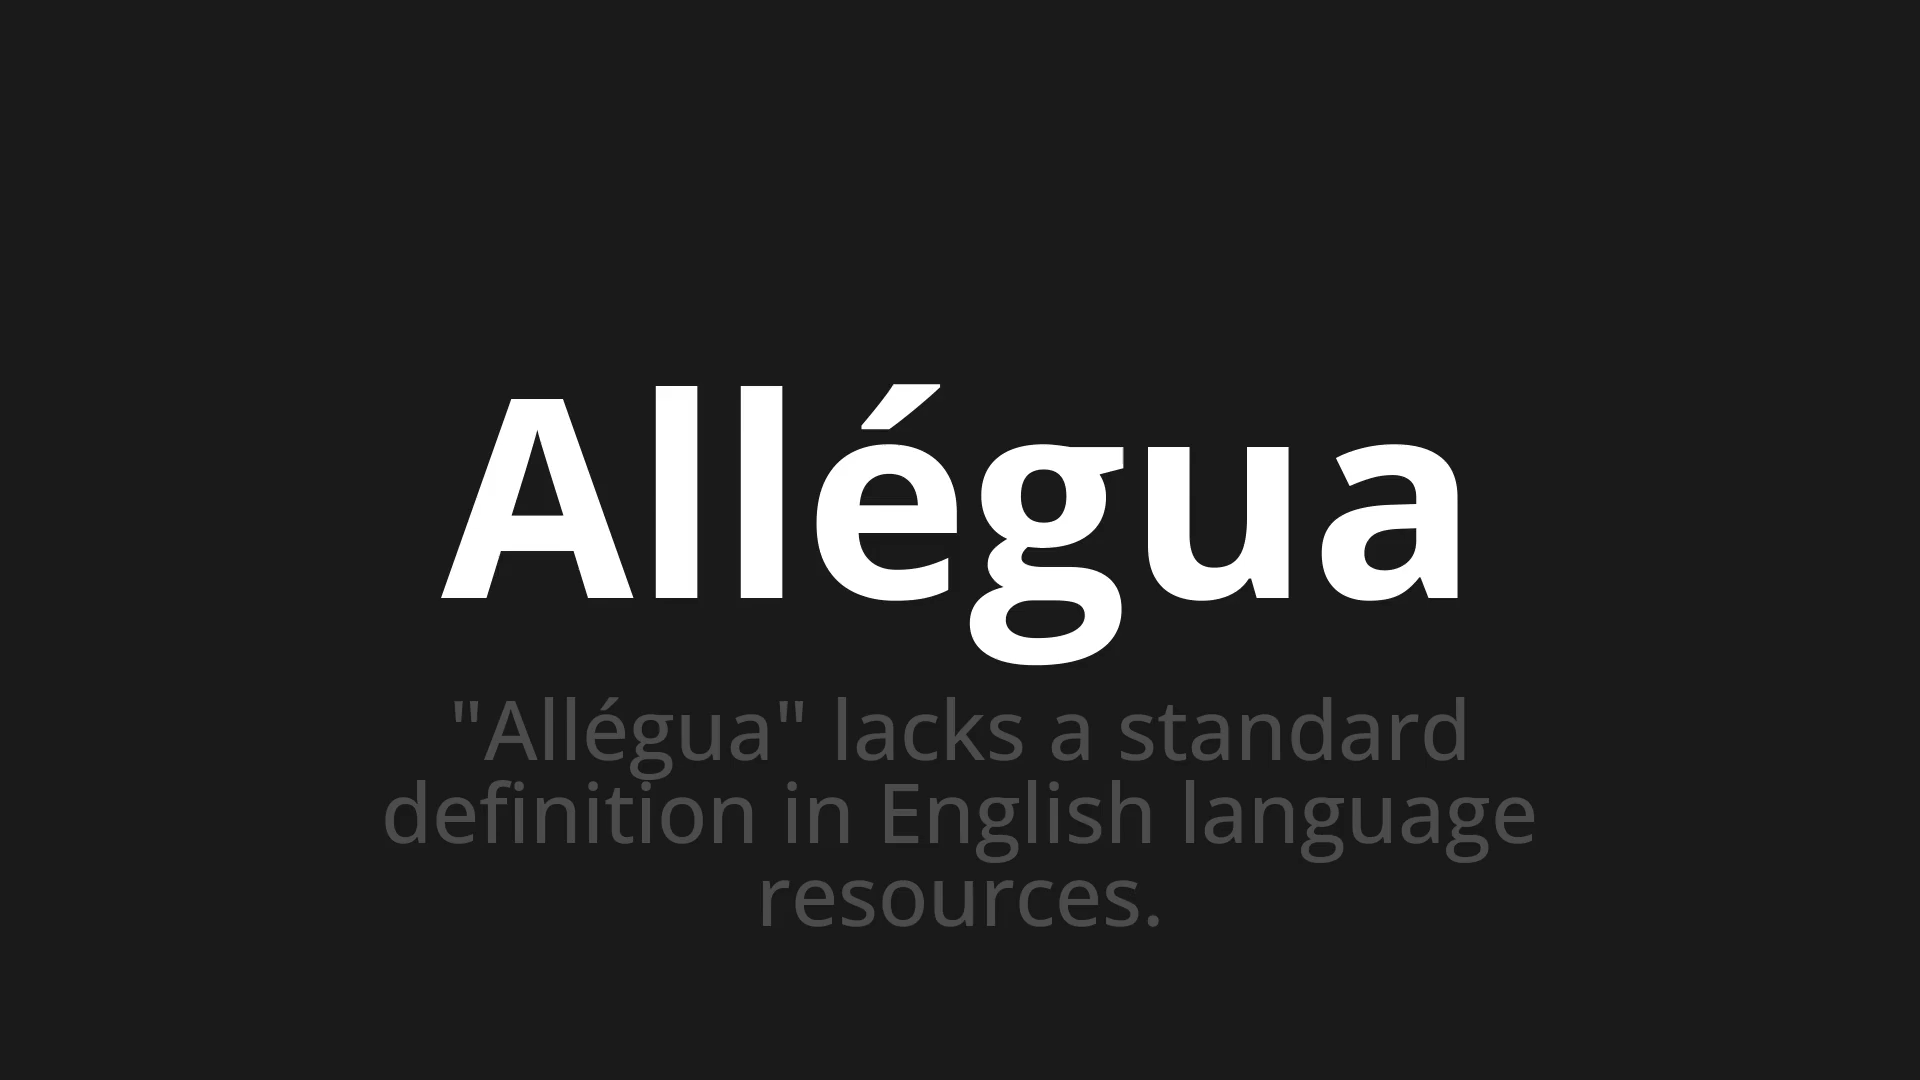 Allégua
"Allégua" lacks a standard
definition in English language
resources.